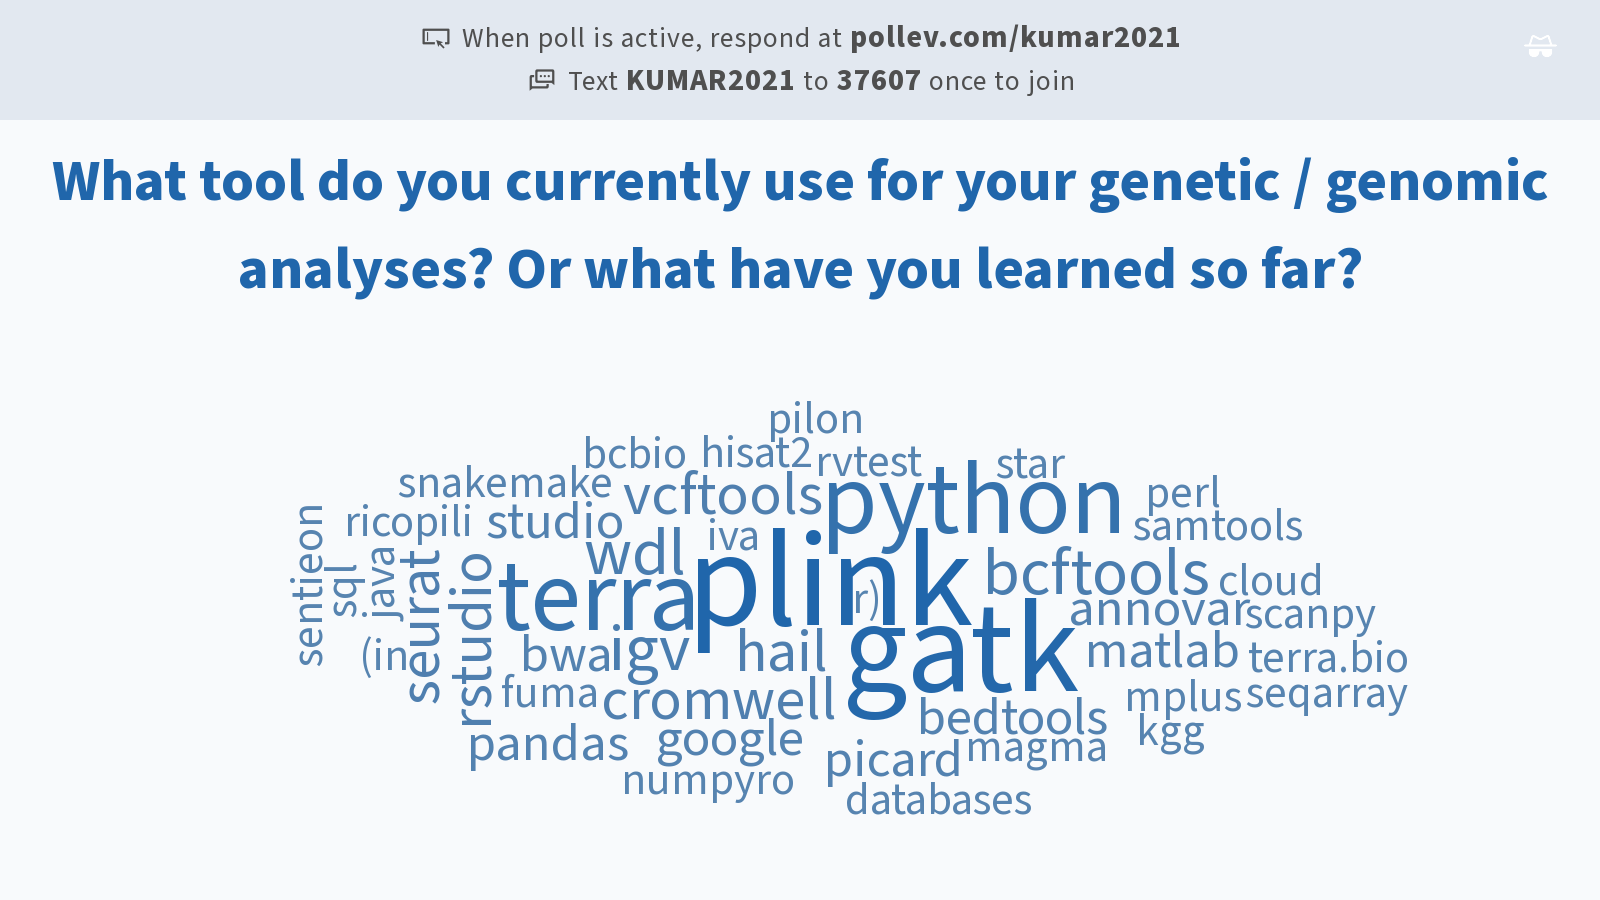 When poll is active, respond at pollev.com/kumar2021
Text KUMAR2021 to 37607 once to join
What tool do you currently use for your genetic / genomic
analyses? Or what have you learned so far?
pilon
bcbio hisat2 rvtest star
snakemake vcftools python perl
ricopili studio iva samtools
sentieon sql java seurat rstudio
wdl terra plink r) bcftools cloud
annovar scanpy
(in bwa igv hail gatk matlab terra.bio
fuma cromwell mplus seqarray
bedtools kgg
pandas google picard magma
numpyro databases